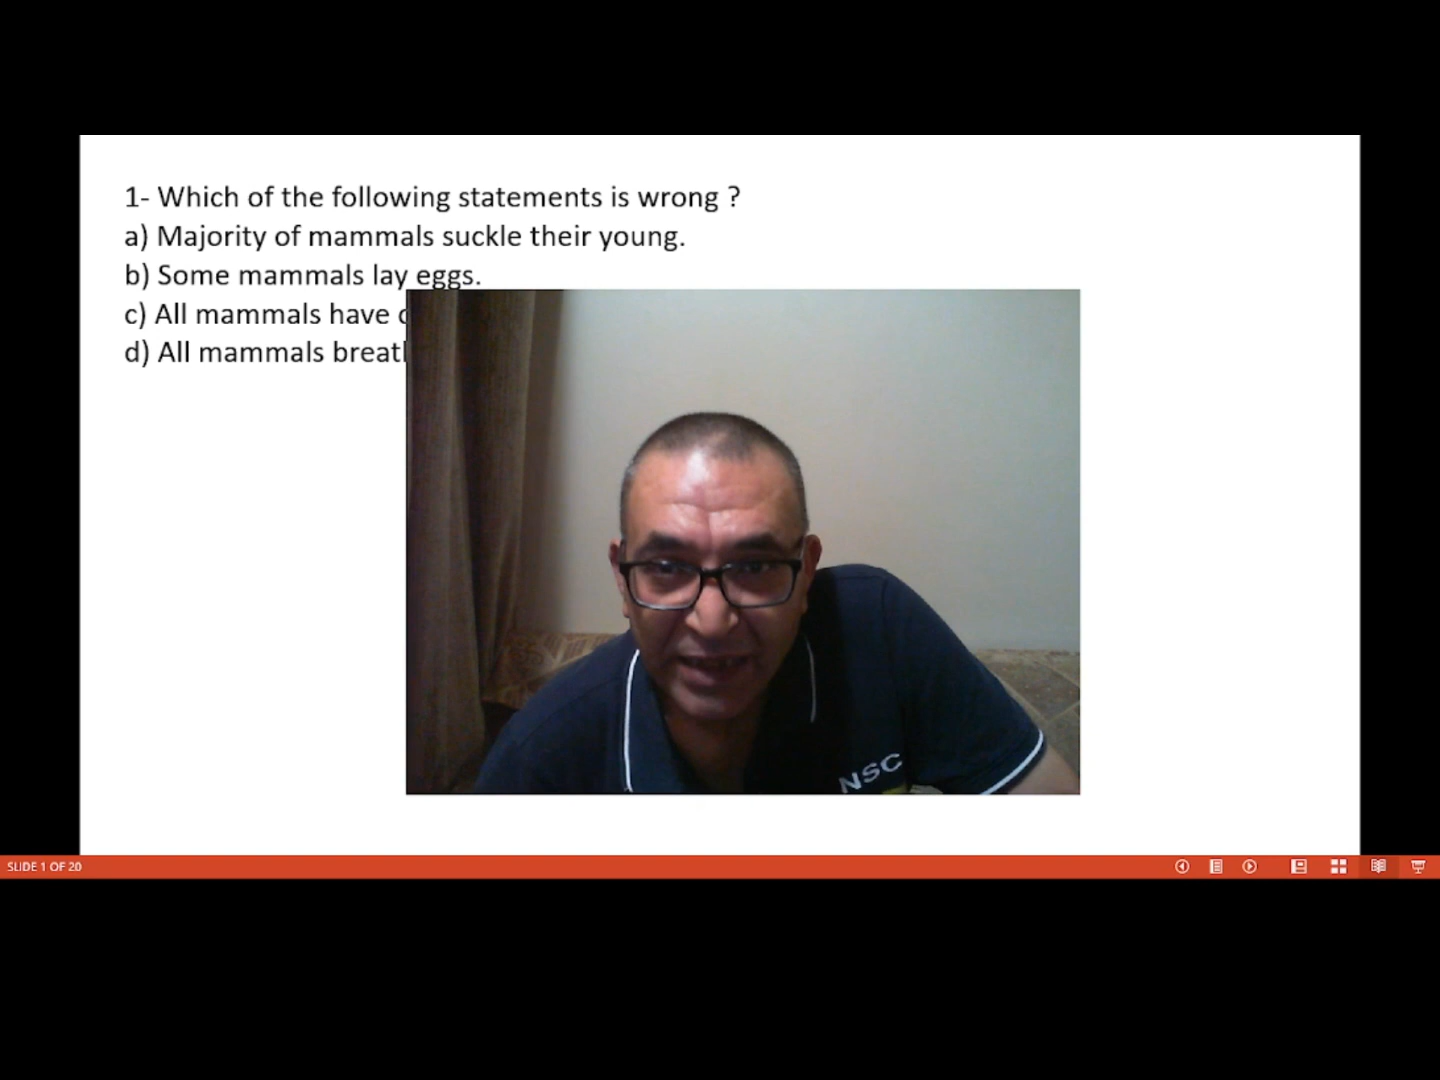 1- Which of the following statements is wrong ?
a) Majority of mammals suckle their young.
b) Some mammals lay eggs.
c) All mammals have
d) All mammals
NSC
SLIDE 1 OF 20